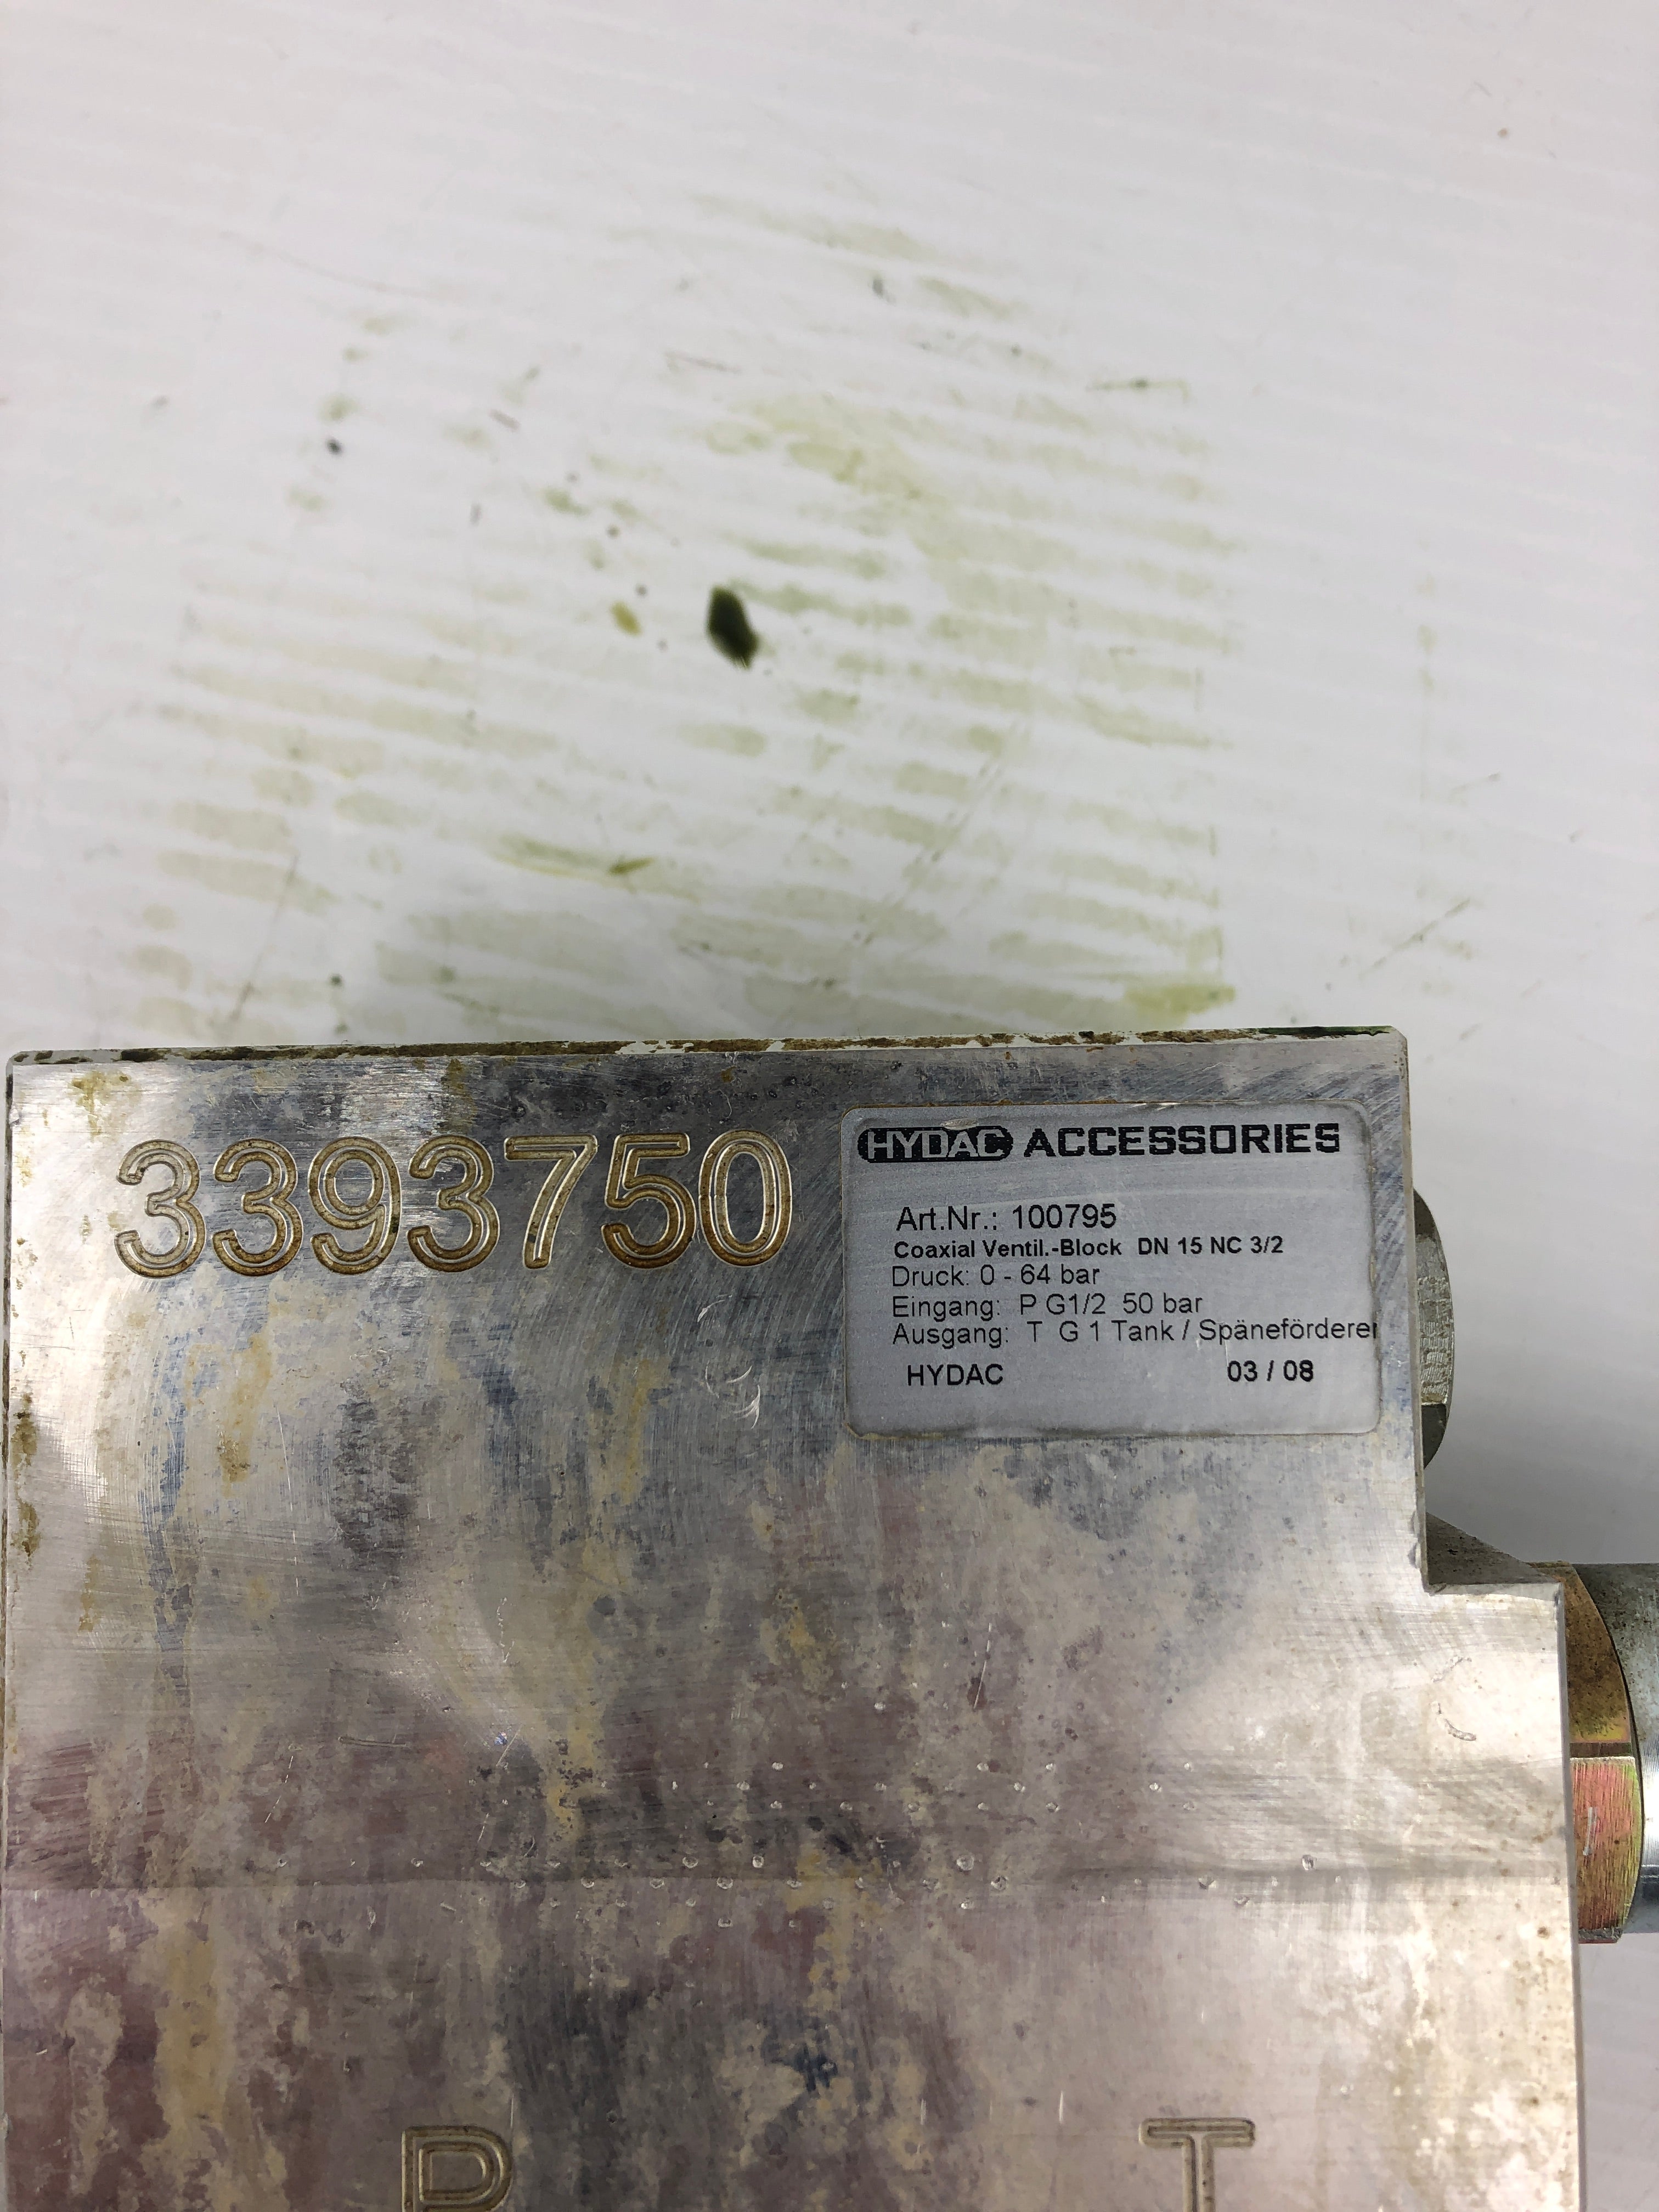 3393750
HYDAC ACCESSORIES
Art.Nr.: 100795
Coaxial Ventil.-Block DN 15 NC 3/2
Druck: 0 - 64 bar
Eingang: P G1/2 50 bar
Ausgang: T G 1 Tank / Späneförderer
HYDAC 03 / 08
P T